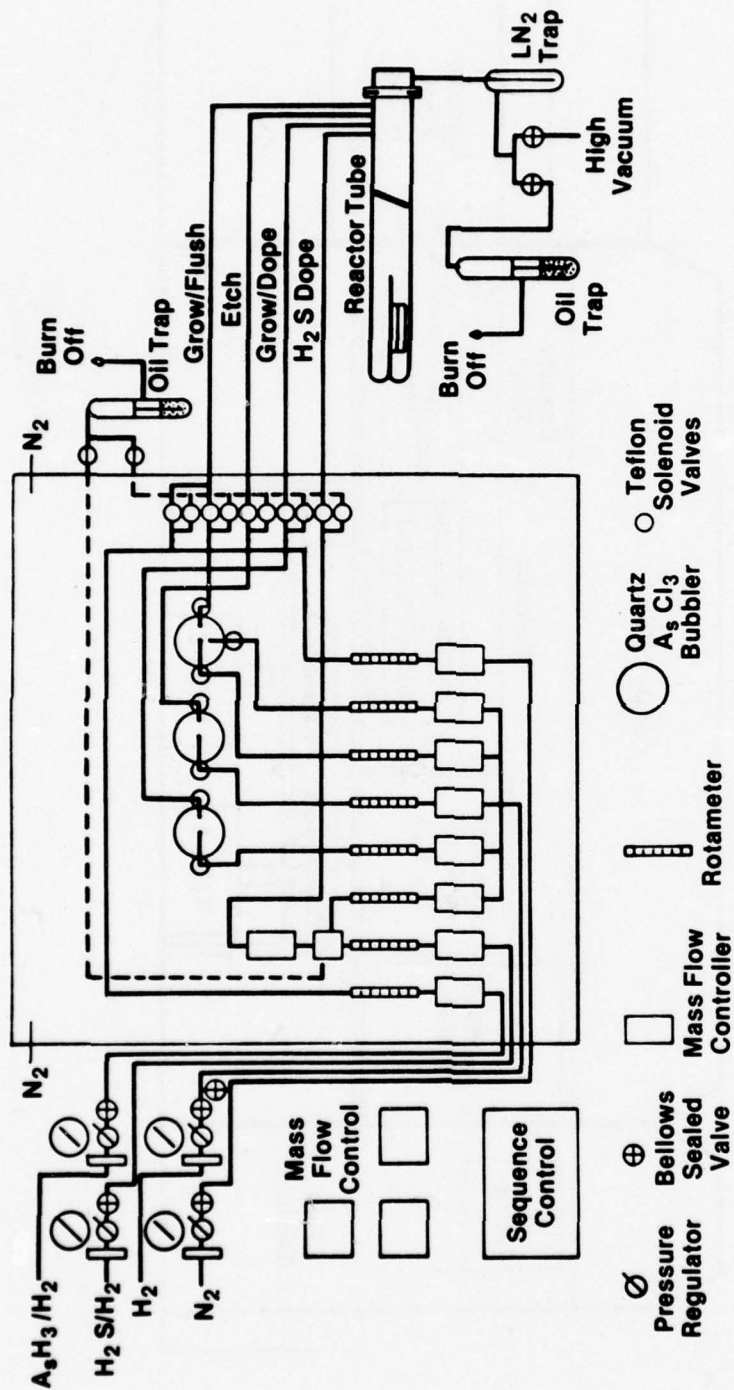 AsH3/H2
H2 S/H2
H2
N2
N2
N2
Burn
Off
Oil Trap
Grow/Flush
Etch
Grow/Dope
H2 S Dope
Reactor Tube
LN2
Trap
High
Vacuum
Oil
Trap
Burn
Off
Mass
Flow
Control
Sequence
Control
Pressure
Regulator
Bellows
Sealed
Valve
Mass Flow
Controller
Rotameter
Quartz
As Cl3
Bubbler
Teflon
Solenoid
Valves